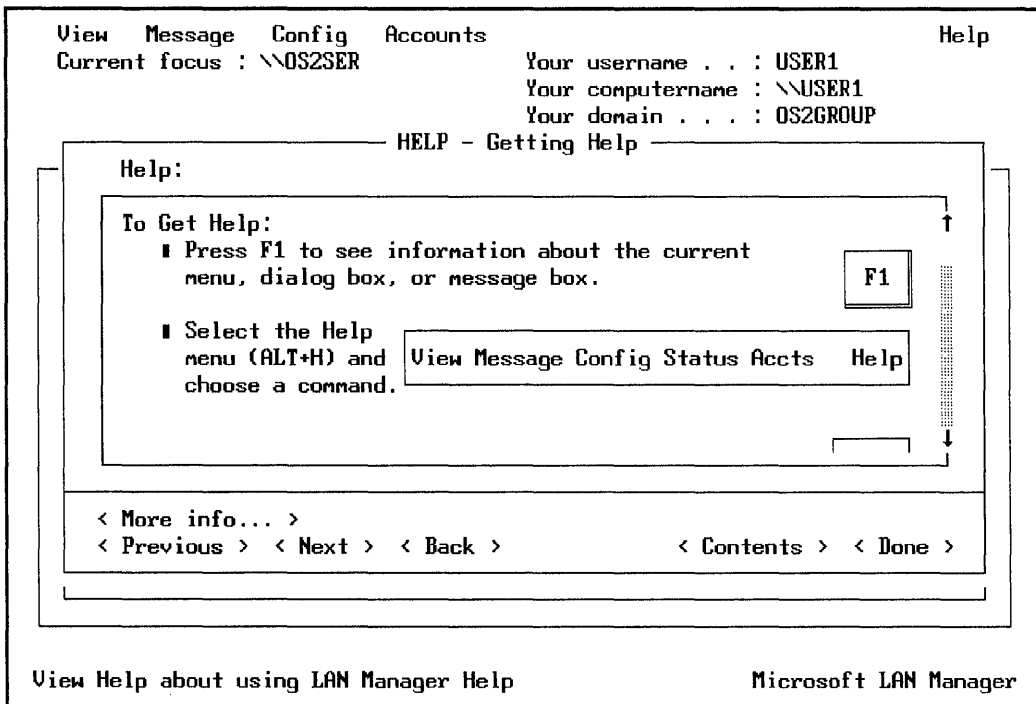 View Message Config Accounts Help
Current focus : \\OS2SER Your username . . : USER1
Your computername : \\USER1
Your domain . . . : OS2GROUP
HELP - Getting Help
Help:
To Get Help:
▮ Press F1 to see information about the current
menu, dialog box, or message box.
F1
▮ Select the Help
menu (ALT+H) and
choose a command.
View Message Config Status Accts Help
< More info... >
< Previous > < Next > < Back > < Contents > < Done >
View Help about using LAN Manager Help Microsoft LAN Manager